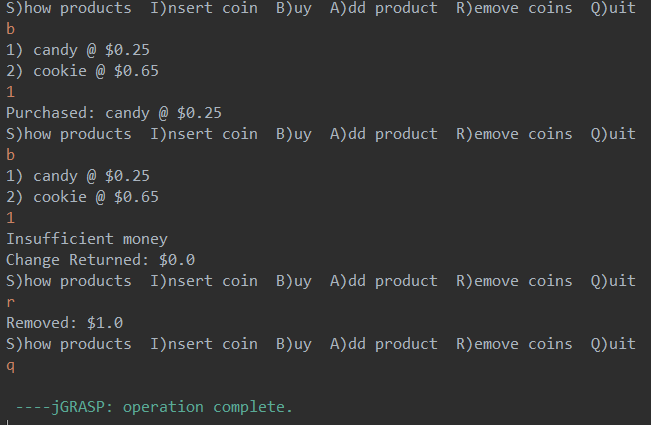 S)how products  I)nsert coin  B)uy  A)dd product  R)emove coins  Q)uit
b
1) candy @ $0.25
2) cookie @ $0.65
1
Purchased: candy @ $0.25
S)how products  I)nsert coin  B)uy  A)dd product  R)emove coins  Q)uit
b
1) candy @ $0.25
2) cookie @ $0.65
1
Insufficient money
Change Returned: $0.0
S)how products  I)nsert coin  B)uy  A)dd product  R)emove coins  Q)uit
r
Removed: $1.0
S)how products  I)nsert coin  B)uy  A)dd product  R)emove coins  Q)uit
q
----jGRASP: operation complete.